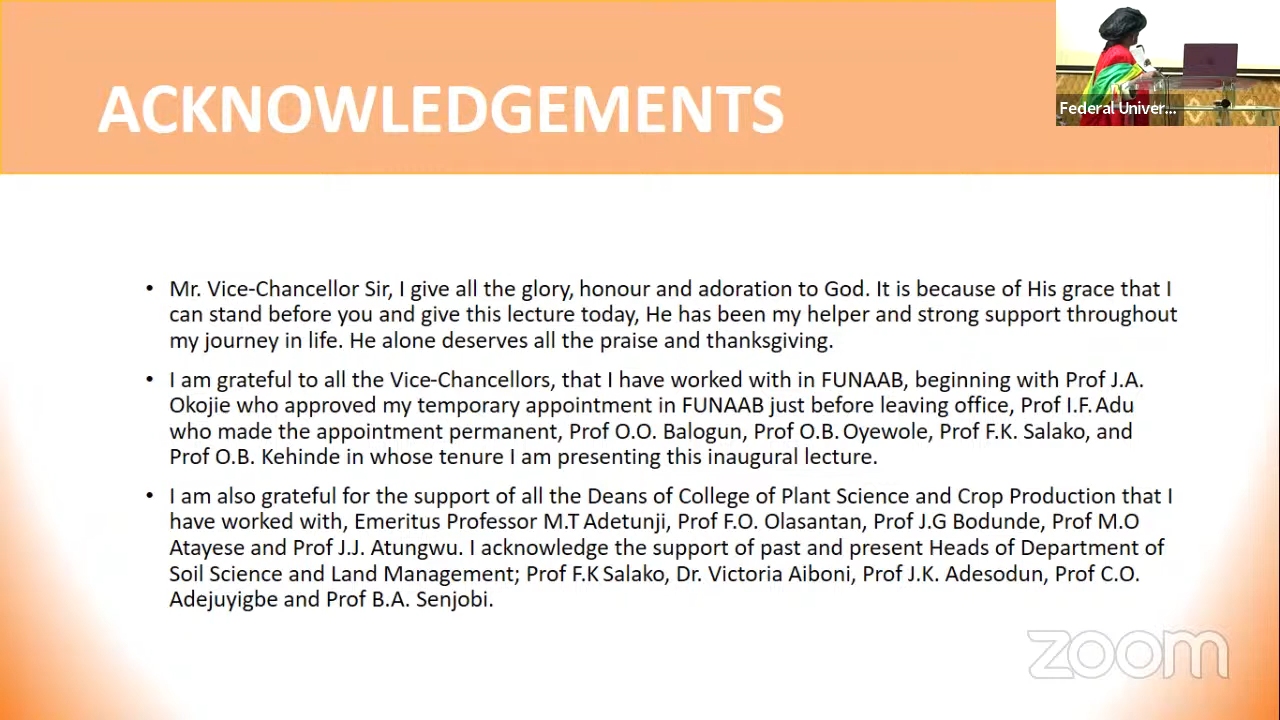 ACKNOWLEDGEMENTS
Federal Univer...
• Mr. Vice-Chancellor Sir, I give all the glory, honour and adoration to God. It is because of His grace that I
can stand before you and give this lecture today, He has been my helper and strong support throughout
my journey in life. He alone deserves all the praise and thanksgiving.
• I am grateful to all the Vice-Chancellors, that I have worked with in FUNAAB, beginning with Prof J.A.
Okojie who approved my temporary appointment in FUNAAB just before leaving office, Prof I.F. Adu
who made the appointment permanent, Prof O.O. Balogun, Prof O.B. Oyewole, Prof F.K. Salako, and
Prof O.B. Kehinde in whose tenure I am presenting this inaugural lecture.
• I am also grateful for the support of all the Deans of College of Plant Science and Crop Production that I
have worked with, Emeritus Professor M.T Adetunji, Prof F.O. Olasantan, Prof J.G Bodunde, Prof M.O
Atayese and Prof J.J. Atungwu. I acknowledge the support of past and present Heads of Department of
Soil Science and Land Management; Prof F.K Salako, Dr. Victoria Aiboni, Prof J.K. Adesodun, Prof C.O.
Adejuyigbe and Prof B.A. Senjobi.
zoom